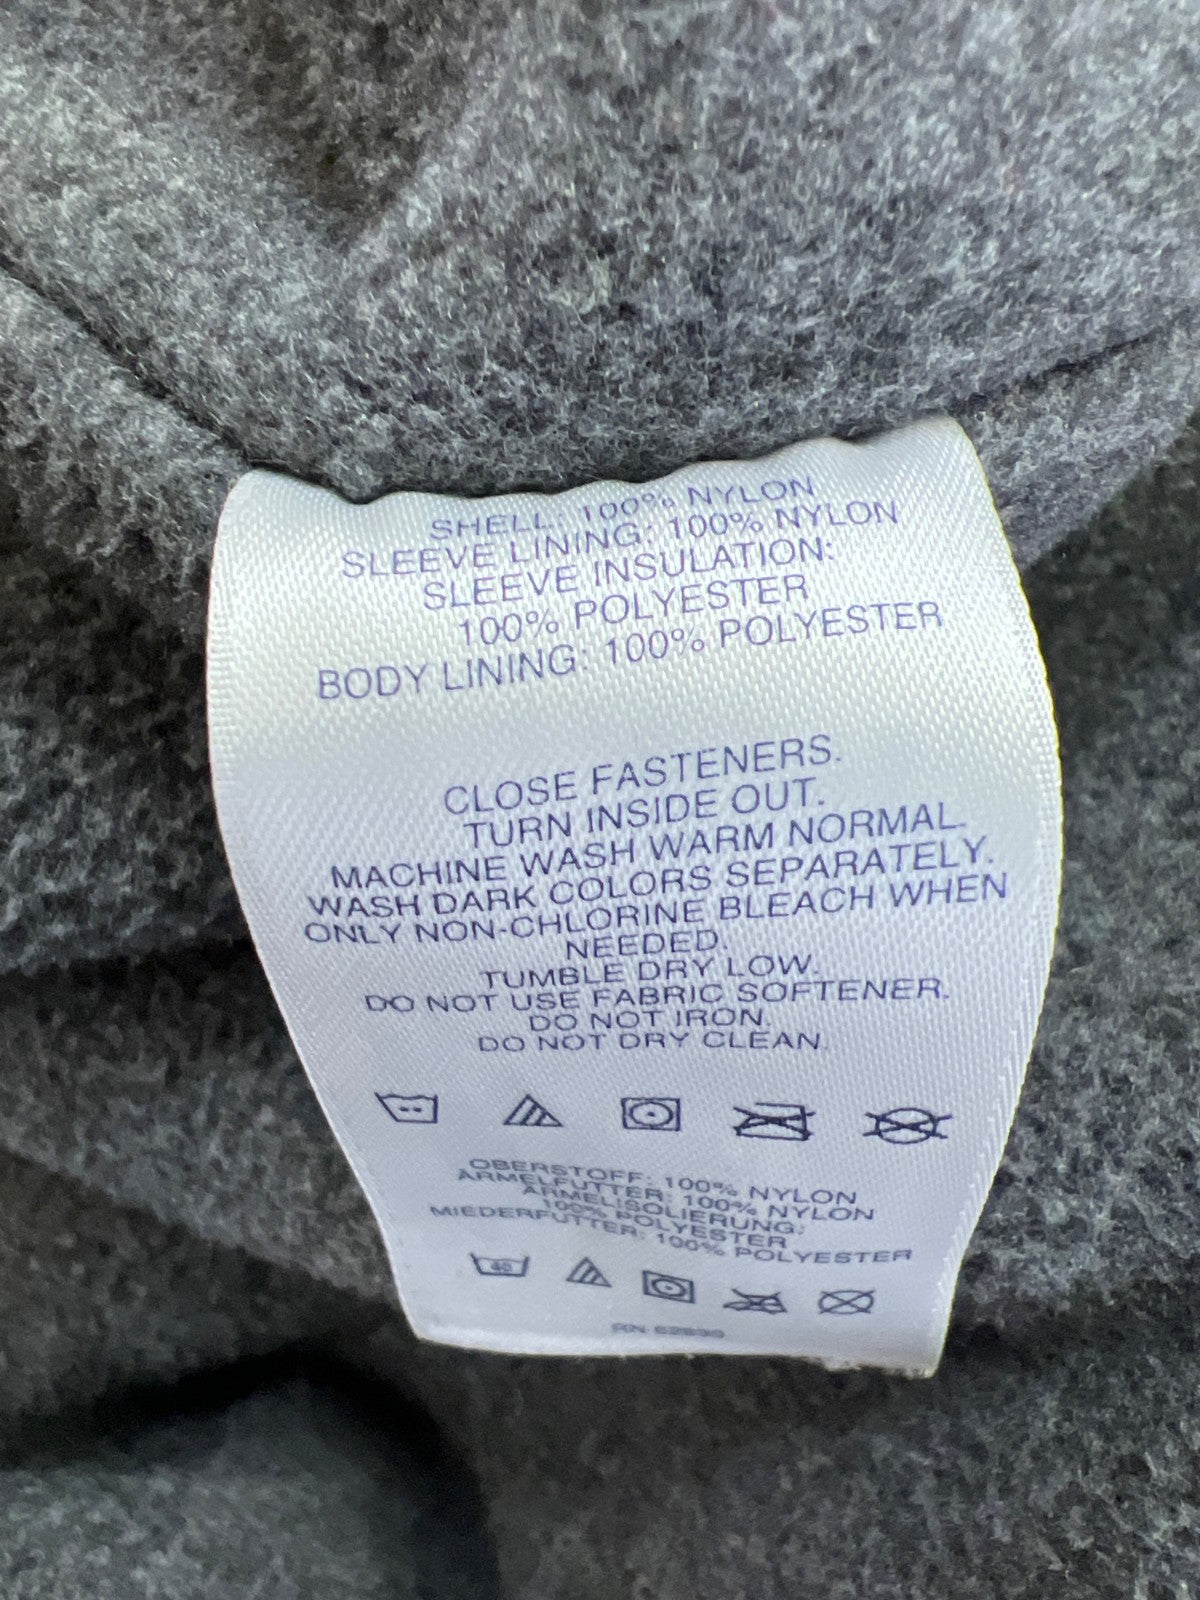 SHELL: 100% NYLON
SLEEVE LINING: 100% NYLON
SLEEVE INSULATION:
100% POLYESTER
BODY LINING: 100% POLYESTER
CLOSE FASTENERS.
TURN INSIDE OUT.
MACHINE WASH WARM NORMAL.
WASH DARK COLORS SEPARATELY.
ONLY NON-CHLORINE BLEACH WHEN
NEEDED.
TUMBLE DRY LOW.
DO NOT USE FABRIC SOFTENER.
DO NOT IRON.
DO NOT DRY CLEAN.
OBERSTOFF: 100% NYLON
ÄRMELFUTTER: 100% NYLON
ÄRMELISOLIERUNG:
100% POLYESTER
MIEDERFUTTER: 100% POLYESTER
40
RN